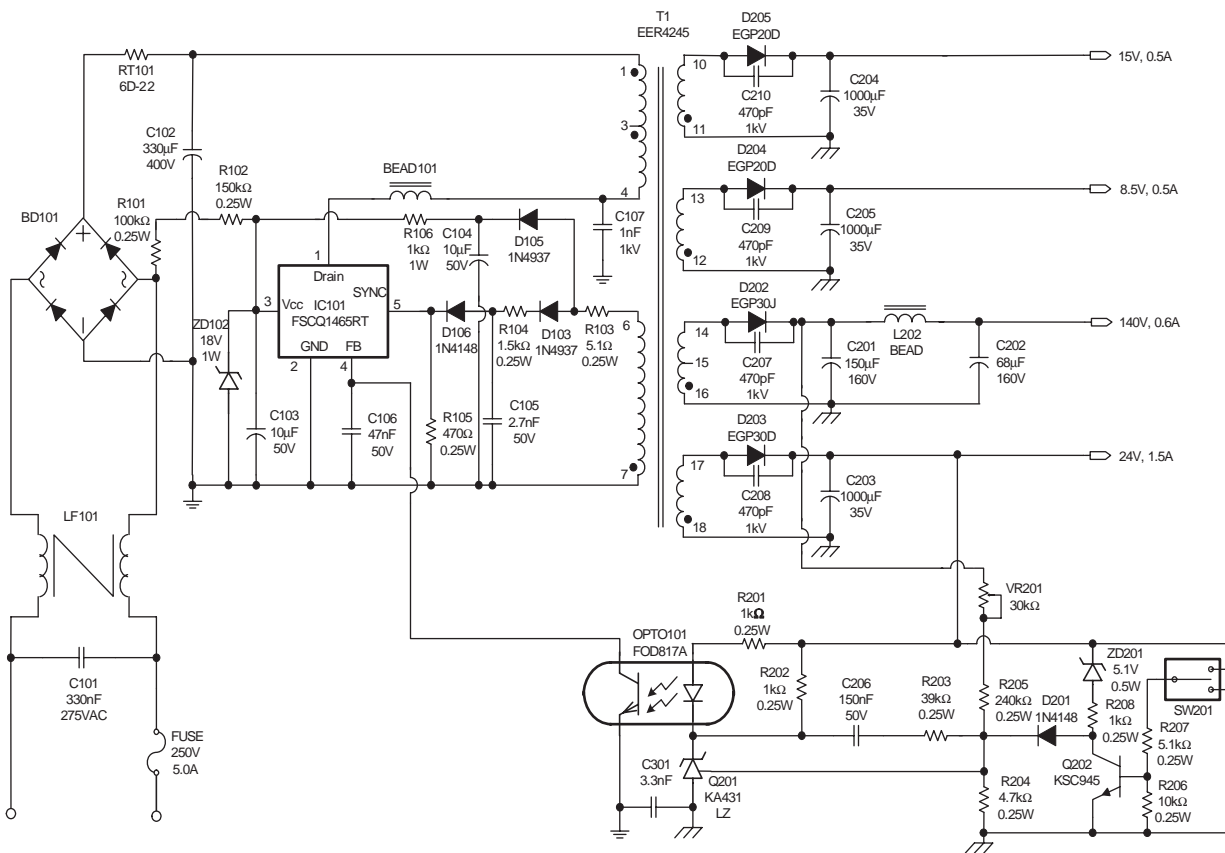 T1
EER4245
D205
EGP20D
RT101
6D-22
1
10
15V, 0.5A
C210
470pF
1kV
C204
1000µF
35V
3
11
C102
330µF
400V
D204
EGP20D
R102
150kΩ
0.25W
BEAD101
4
13
8.5V, 0.5A
C209
470pF
1kV
C205
1000µF
35V
R101
100kΩ
0.25W
BD101
C107
1nF
1kV
R106
1kΩ
1W
C104
10µF
50V
D105
1N4937
12
1
Drain
SYNC
3
Vcc
IC101
FSCQ1465RT
5
GND
FB
2
4
D202
EGP30J
ZD102
18V
1W
D106
1N4148
R104
1.5kΩ
0.25W
D103
1N4937
R103
5.1Ω
0.25W
6
14
15
16
140V, 0.6A
C207
470pF
1kV
C201
150µF
160V
L202
BEAD
C202
68µF
160V
C103
10µF
50V
C106
47nF
50V
R105
470Ω
0.25W
C105
2.7nF
50V
D203
EGP30D
7
17
24V, 1.5A
C208
470pF
1kV
C203
1000µF
35V
18
LF101
VR201
30kΩ
R201
1kΩ
0.25W
OPTO101
FOD817A
C101
330nF
275VAC
R202
1kΩ
0.25W
C206
150nF
50V
R203
39kΩ
0.25W
R205
240kΩ
0.25W
D201
1N4148
ZD201
5.1V
0.5W
R208
1kΩ
0.25W
SW201
R207
5.1kΩ
0.25W
FUSE
250V
5.0A
C301
3.3nF
Q201
KA431
LZ
R204
4.7kΩ
0.25W
Q202
KSC945
R206
10kΩ
0.25W